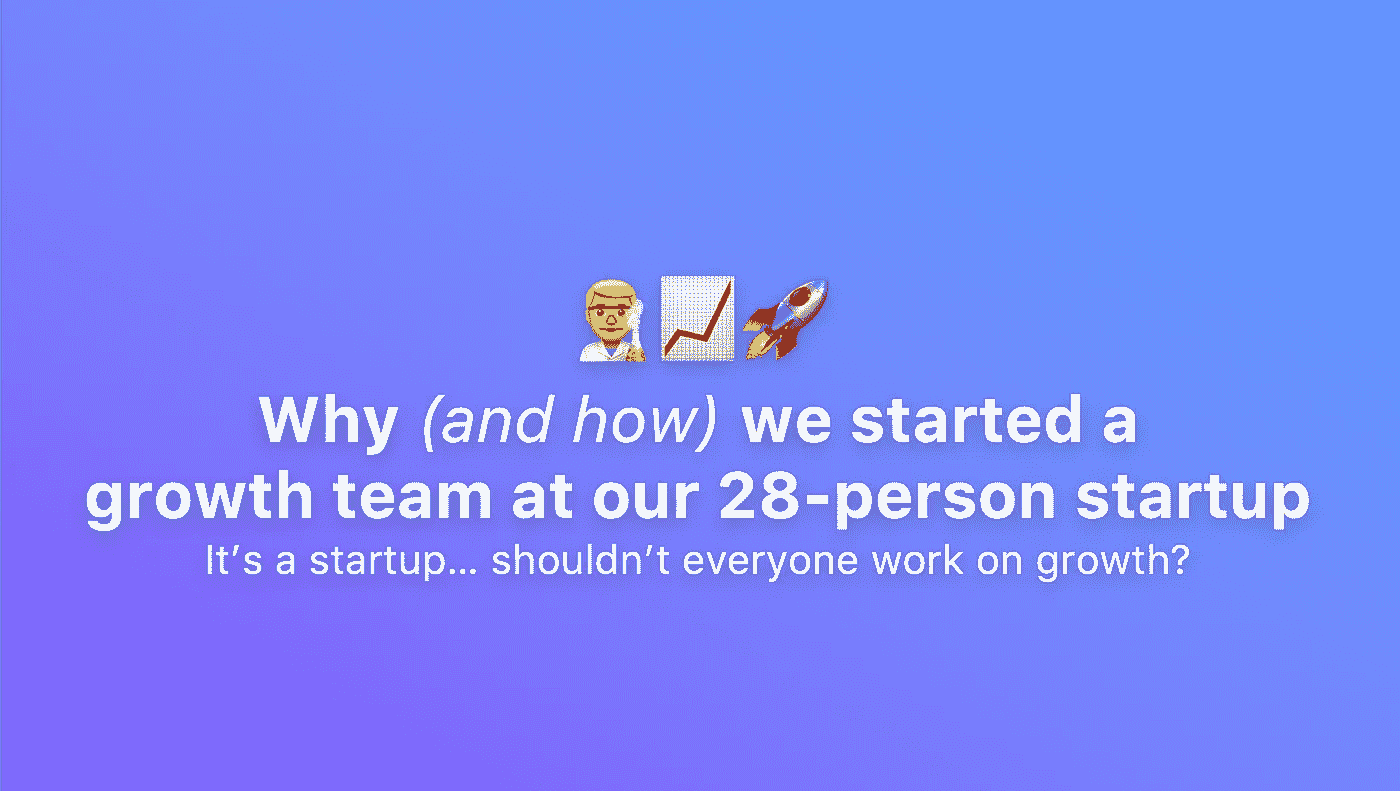 Why (and how) we started a
growth team at our 28-person startup
It’s a startup... shouldn’t everyone work on growth?